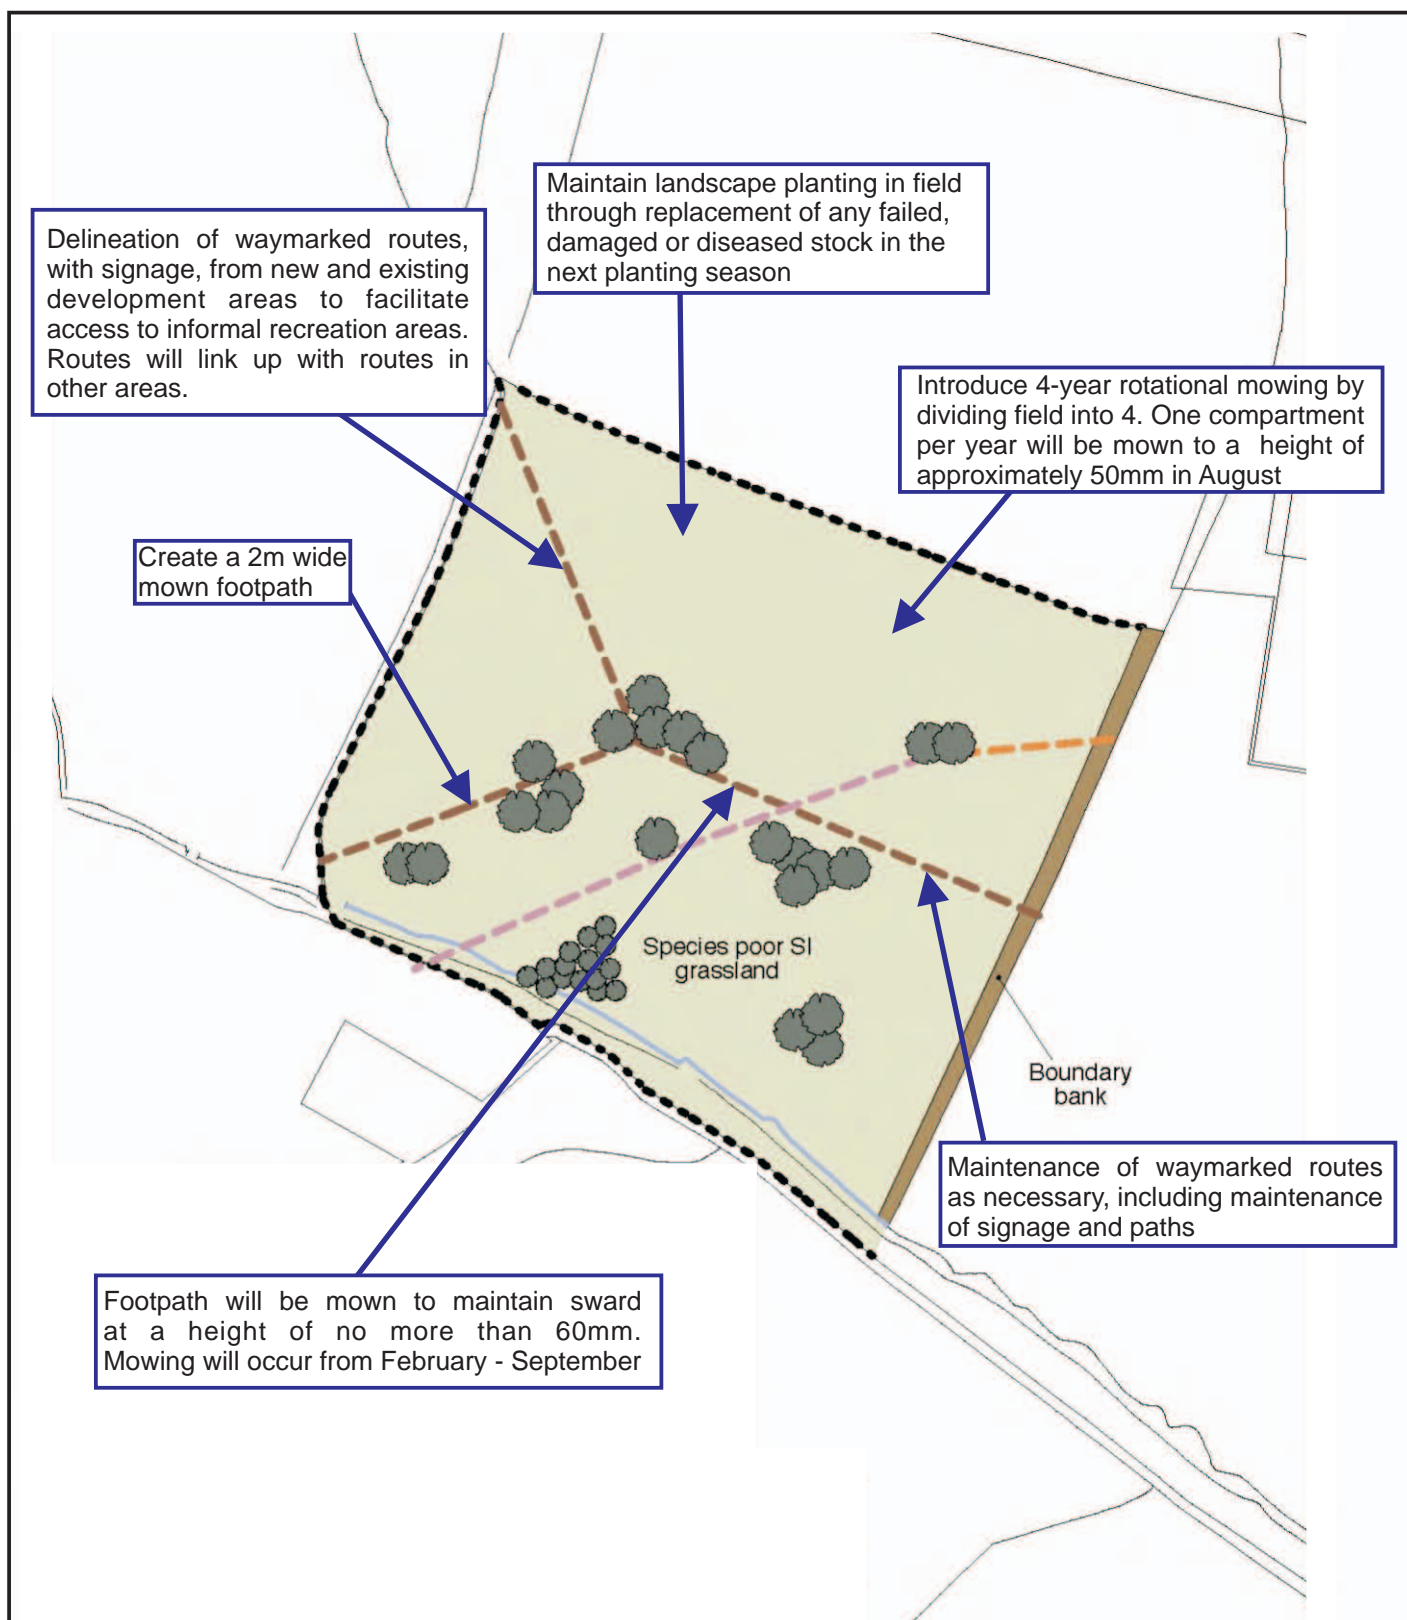 Maintain landscape planting in field
through replacement of any failed,
damaged or diseased stock in the
next planting season
Delineation of waymarked routes,
with signage, from new and existing
development areas to facilitate
access to informal recreation areas.
Routes will link up with routes in
other areas.
Introduce 4-year rotational mowing by
dividing field into 4. One compartment
per year will be mown to a height of
approximately 50mm in August
Create a 2m wide
mown footpath
Species poor SI
grassland
Boundary
bank
Maintenance of waymarked routes
as necessary, including maintenance
of signage and paths
Footpath will be mown to maintain sward
at a height of no more than 60mm.
Mowing will occur from February - September